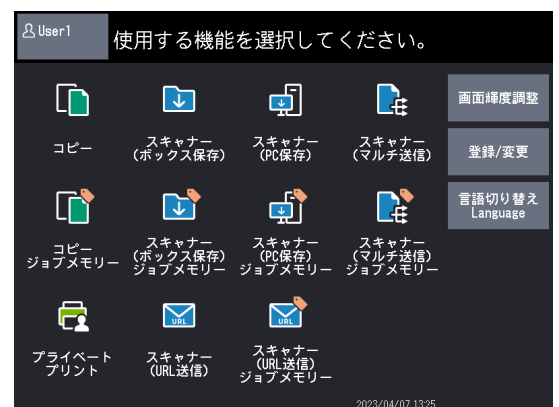 User1
使用する機能を選択してください。
コピー
スキャナー
(ボックス保存)
スキャナー
(PC保存)
スキャナー
(マルチ送信)
画面輝度調整
登録/変更
言語切り替え
Language
コピー
ジョブメモリー
スキャナー
(ボックス保存)
ジョブメモリー
スキャナー
(PC保存)
ジョブメモリー
スキャナー
(マルチ送信)
ジョブメモリー
プライベート
プリント
URL
スキャナー
(URL送信)
URL
スキャナー
(URL送信)
ジョブメモリー
2023/04/07 13:25